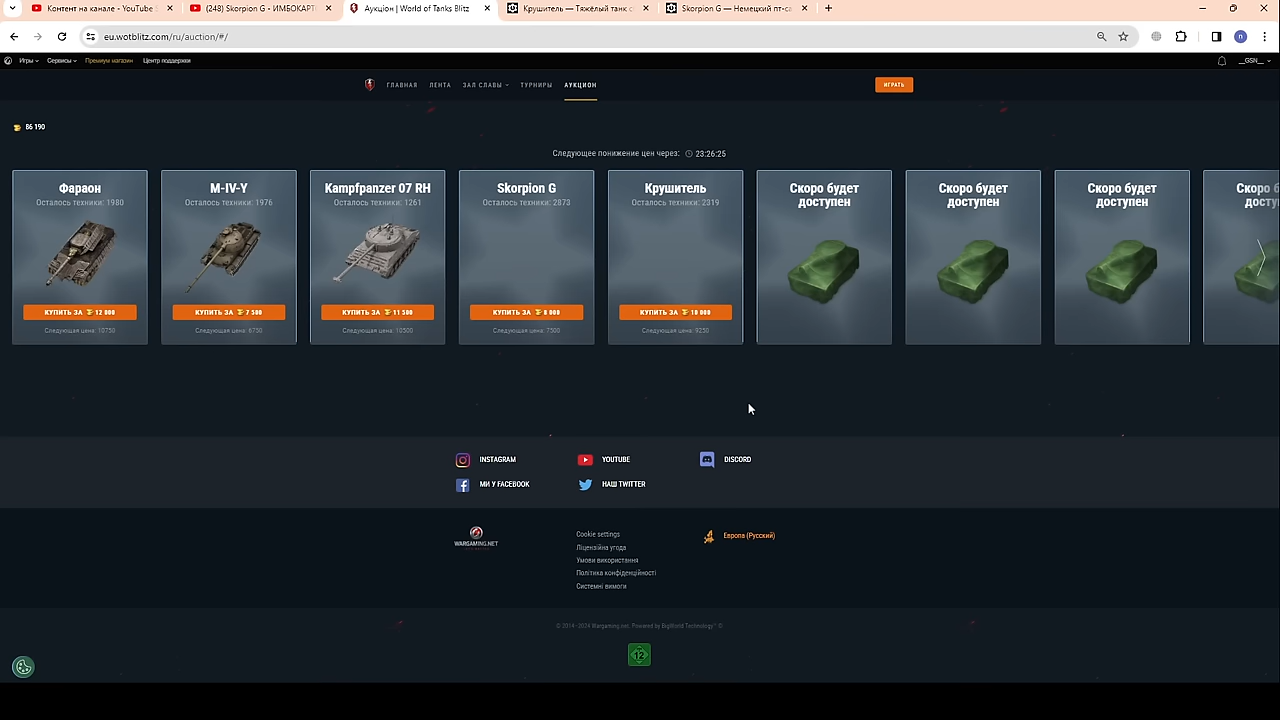 Контент на канале - YouTube S
(248) Skorpion G - ИМБОКАРТ
Аукціон | World of Tanks Blitz
Крушитель — Тяжёлый танк с
Skorpion G — Немецкий пт-са
eu.wotblitz.com/ru/auction/#/
Игры
Сервисы
Премиум магазин
Центр поддержки
__GSN__
ГЛАВНАЯ
ЛЕНТА
ЗАЛ СЛАВЫ
ТУРНИРЫ
АУКЦИОН
ИГРАТЬ
86 190
Следующее понижение цен через: 23:26:25
Фараон
Осталось техники: 1980
КУПИТЬ ЗА 12 000
Следующая цена: 10750
M-IV-Y
Осталось техники: 1976
КУПИТЬ ЗА 7 500
Следующая цена: 6750
Kampfpanzer 07 RH
Осталось техники: 1261
КУПИТЬ ЗА 11 500
Следующая цена: 10500
Skorpion G
Осталось техники: 2873
КУПИТЬ ЗА 8 000
Следующая цена: 7500
Крушитель
Осталось техники: 2319
КУПИТЬ ЗА 10 000
Следующая цена: 9250
Скоро будет
доступен
Скоро будет
доступен
Скоро будет
доступен
Скоро б
досту
INSTAGRAM
YOUTUBE
DISCORD
МИ У FACEBOOK
НАШ TWITTER
WARGAMING.NET
Cookie settings
Ліцензійна угода
Умови використання
Політика конфіденційності
Системні вимоги
Европа (Русский)
© 2014–2024 Wargaming.net. Powered by BigWorld Technology™ ©
12